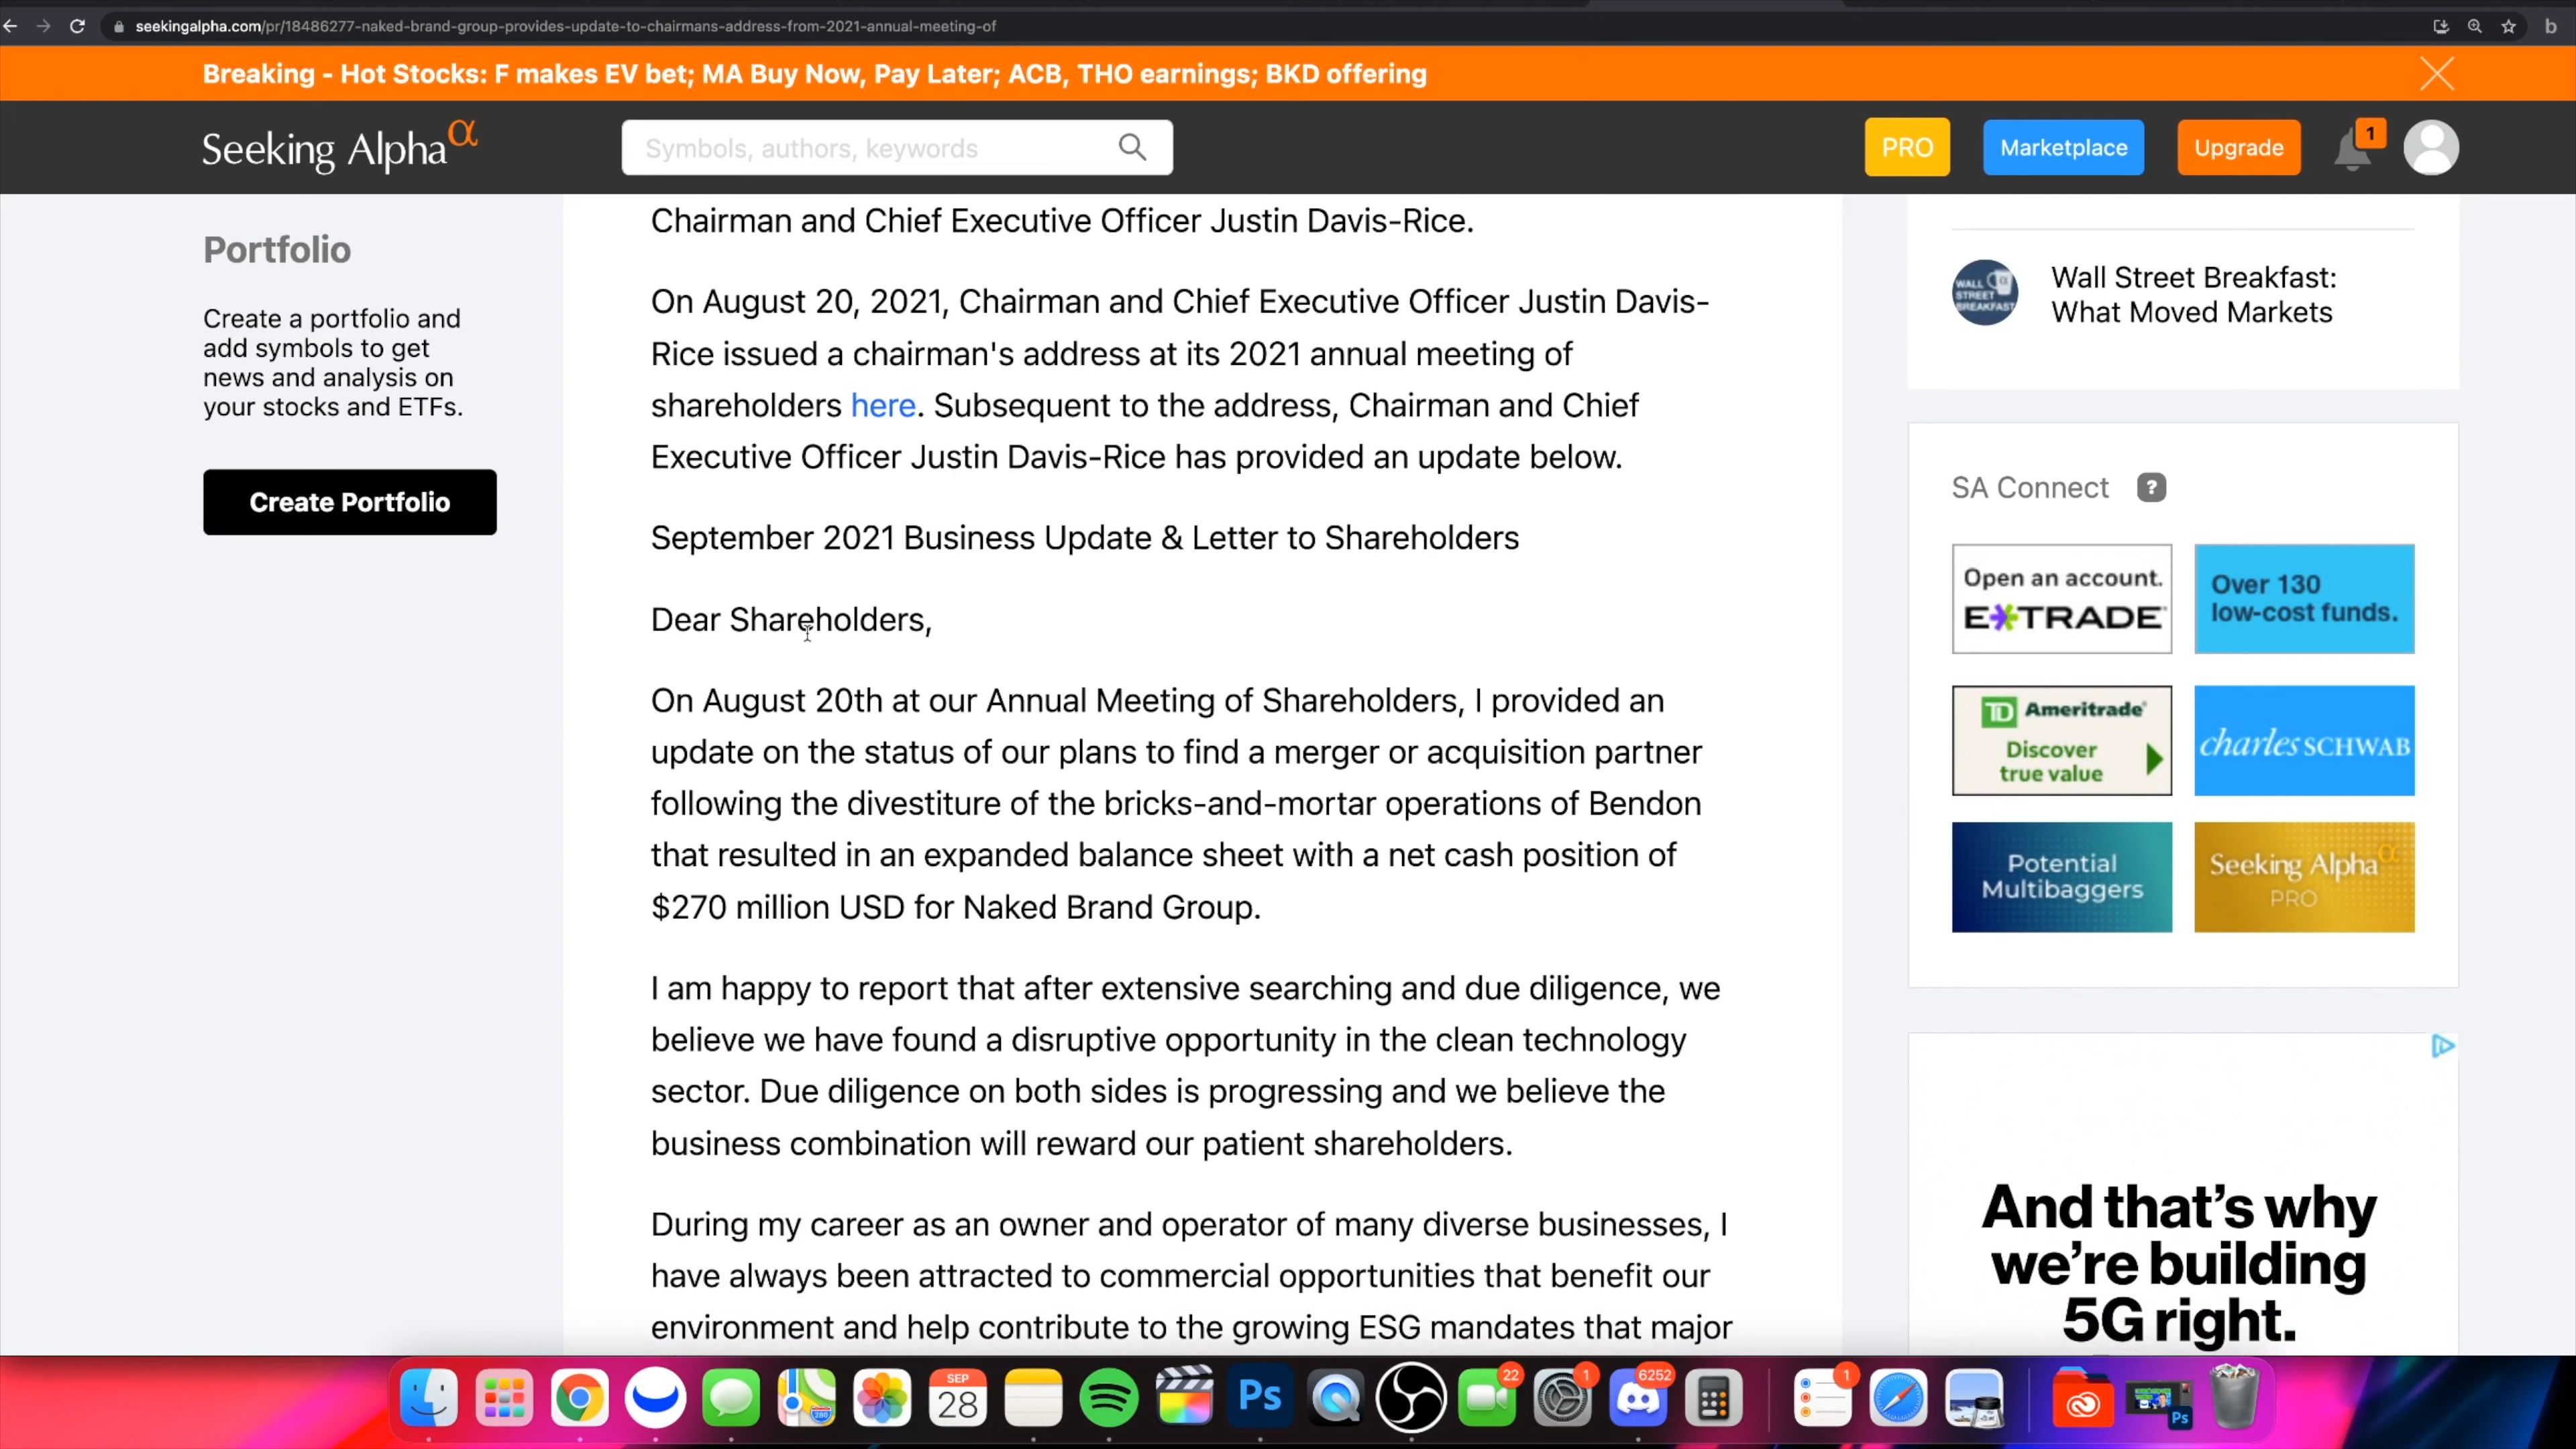 seekingalpha.com/pr/18486277-naked-brand-group-provides-update-to-chairmans-address-from-2021-annual-meeting-of
b
Breaking - Hot Stocks: F makes EV bet; MA Buy Now, Pay Later; ACB, THO earnings; BKD offering
Seeking Alpha α
Symbols, authors, keywords
PRO
Marketplace
Upgrade
1
Portfolio
Create a portfolio and
add symbols to get
news and analysis on
your stocks and ETFs.
Create Portfolio
Chairman and Chief Executive Officer Justin Davis-Rice.
On August 20, 2021, Chairman and Chief Executive Officer Justin Davis-
Rice issued a chairman's address at its 2021 annual meeting of
shareholders here. Subsequent to the address, Chairman and Chief
Executive Officer Justin Davis-Rice has provided an update below.
September 2021 Business Update & Letter to Shareholders
Dear Shareholders,
On August 20th at our Annual Meeting of Shareholders, I provided an
update on the status of our plans to find a merger or acquisition partner
following the divestiture of the bricks-and-mortar operations of Bendon
that resulted in an expanded balance sheet with a net cash position of
$270 million USD for Naked Brand Group.
I am happy to report that after extensive searching and due diligence, we
believe we have found a disruptive opportunity in the clean technology
sector. Due diligence on both sides is progressing and we believe the
business combination will reward our patient shareholders.
During my career as an owner and operator of many diverse businesses, I
have always been attracted to commercial opportunities that benefit our
environment and help contribute to the growing ESG mandates that major
WALL
STREET
BREAKFAST
Wall Street Breakfast:
What Moved Markets
SA Connect ?
Open an account.
E*TRADE
Over 130
low-cost funds.
TD Ameritrade
Discover
true value
charles SCHWAB
Potential
Multibaggers
Seeking Alpha α
PRO
And that's why
we're building
5G right.
SEP
28
280
Ps
22
1
6252
1
Ps